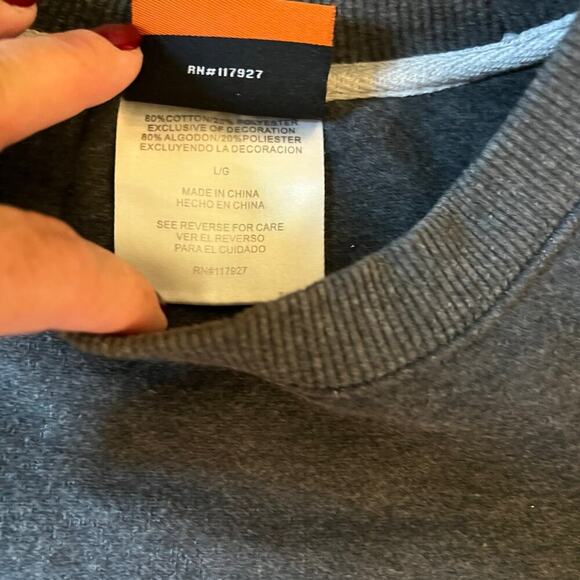 RN#117927
80%COTTON/20% POLYESTER
EXCLUSIVE OF DECORATION
80% ALGODON/20%POLIESTER
EXCLUYENDO LA DECORACION
L/G
MADE IN CHINA
HECHO EN CHINA
SEE REVERSE FOR CARE
VER EL REVERSO
PARA EL CUIDADO
RN#117927